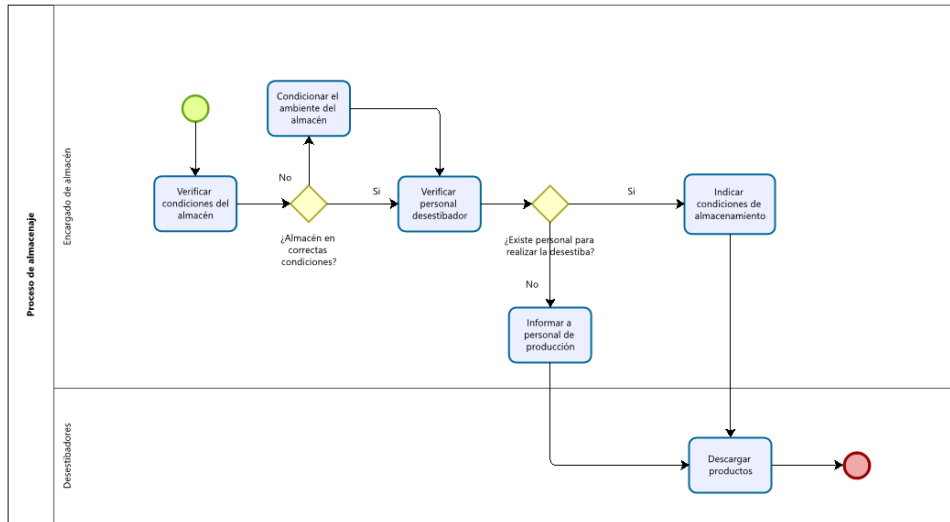 Proceso de almacenaje
Encargado de almacén
Desestibadores
Verificar
condiciones del
almacén
Condicionar el
ambiente del
almacén
No
Si
¿Almacén en
correctas
condiciones?
Verificar
personal
desestibador
¿Existe personal para
realizar la desestiba?
Si
No
Indicar
condiciones de
almacenamiento
Informar a
personal de
producción
Descargar
productos